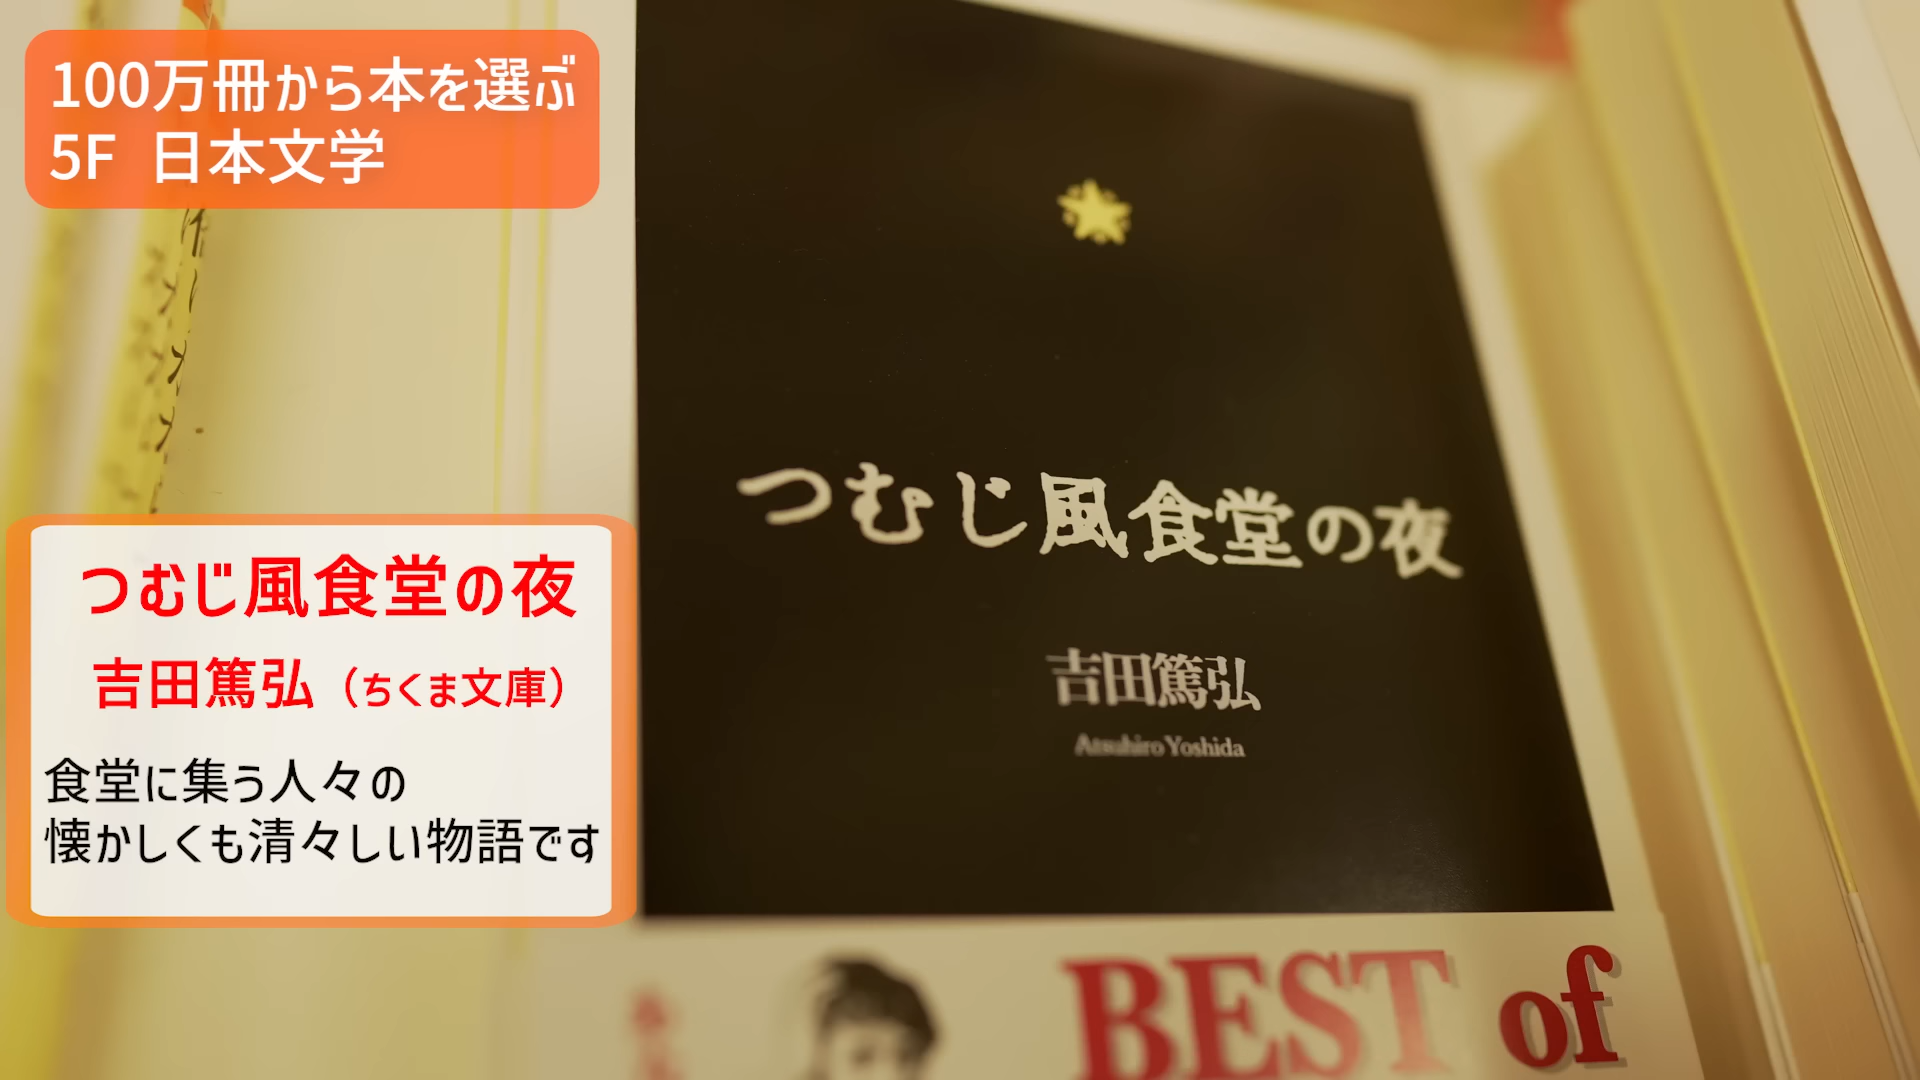 100万冊から本を選ぶ
5F 日本文学
つむじ風食堂の夜
吉田篤弘
Atsuhiro Yoshida
つむじ風食堂の夜
吉田篤弘（ちくま文庫）
食堂に集う人々の
懐かしくも清々しい物語です
BEST of